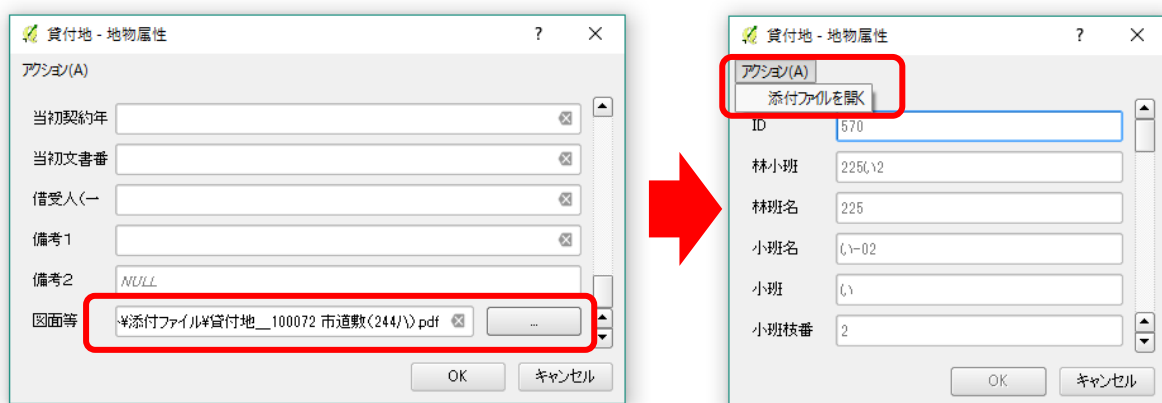 貸付地 - 地物属性
アクション(A)
当初契約年
当初文書番
借受人(一
備考1
備考2 NULL
図面等 ¥添付ファイル¥貸付地__100072 市道敷(244ハ).pdf ...
OK キャンセル
貸付地 - 地物属性
アクション(A)
添付ファイルを開く
ID 570
林小班 225い2
林班名 225
小班名 い-02
小班 い
小班枝番 2
OK キャンセル